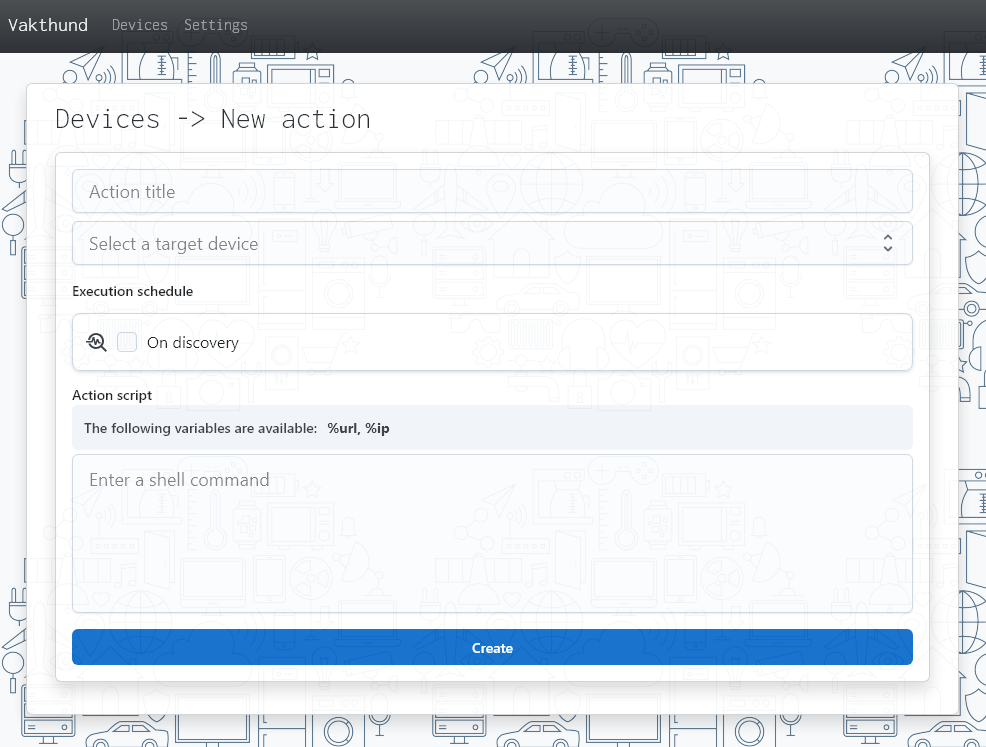 Vakthund Devices Settings
Devices -> New action
Action title
Select a target device
Execution schedule
On discovery
Action script
The following variables are available: %url, %ip
Enter a shell command
Create